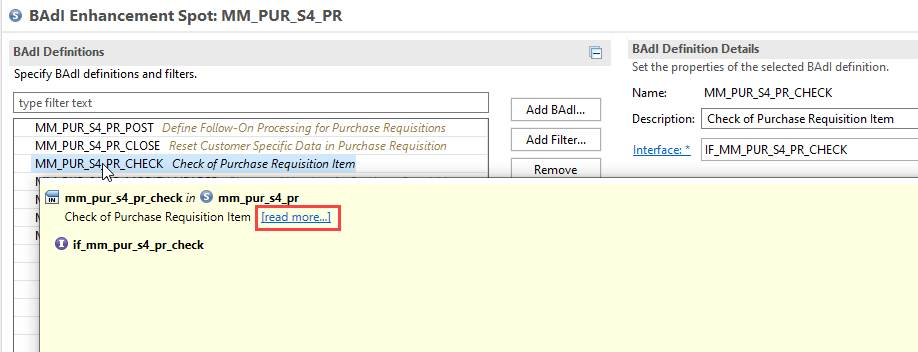 BAdI Enhancement Spot: MM_PUR_S4_PR
BAdI Definitions
Specify BAdI definitions and filters.
type filter text
MM_PUR_S4_PR_POST Define Follow-On Processing for Purchase Requisitions
MM_PUR_S4_PR_CLOSE Reset Customer Specific Data in Purchase Requisition
MM_PUR_S4_PR_CHECK Check of Purchase Requisition Item
Add BAdI...
Add Filter...
Remove
BAdI Definition Details
Set the properties of the selected BAdI definition.
Name: MM_PUR_S4_PR_CHECK
Description: Check of Purchase Requisition Item
Interface: * IF_MM_PUR_S4_PR_CHECK
mm_pur_s4_pr_check in mm_pur_s4_pr
Check of Purchase Requisition Item [read more...]
if_mm_pur_s4_pr_check